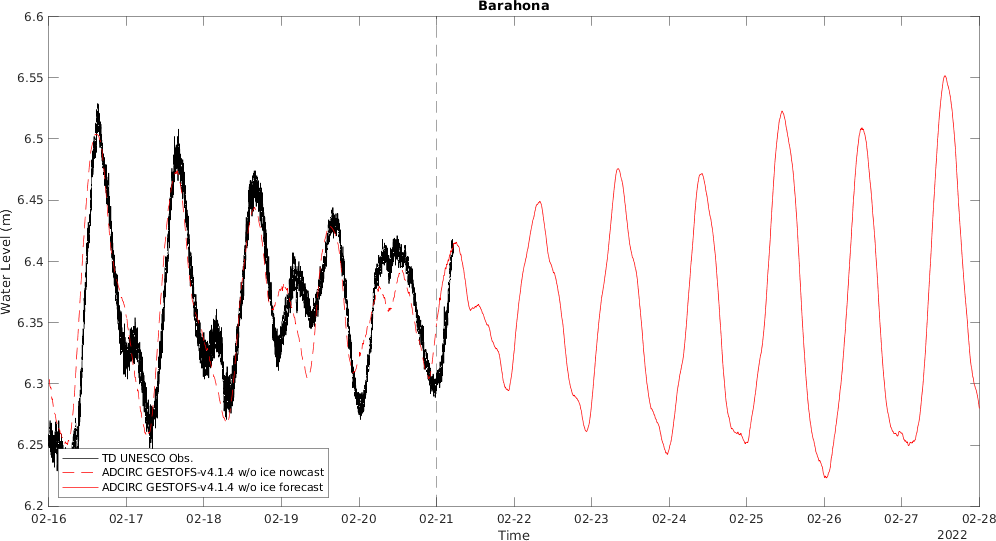 Barahona
Water Level (m)
6.6
6.55
6.5
6.45
6.4
6.35
6.3
6.25
6.2
TD UNESCO Obs.
ADCIRC GESTOFS-v4.1.4 w/o ice nowcast
ADCIRC GESTOFS-v4.1.4 w/o ice forecast
02-16 02-17 02-18 02-19 02-20 02-21 02-22 02-23 02-24 02-25 02-26 02-27 02-28
Time
2022